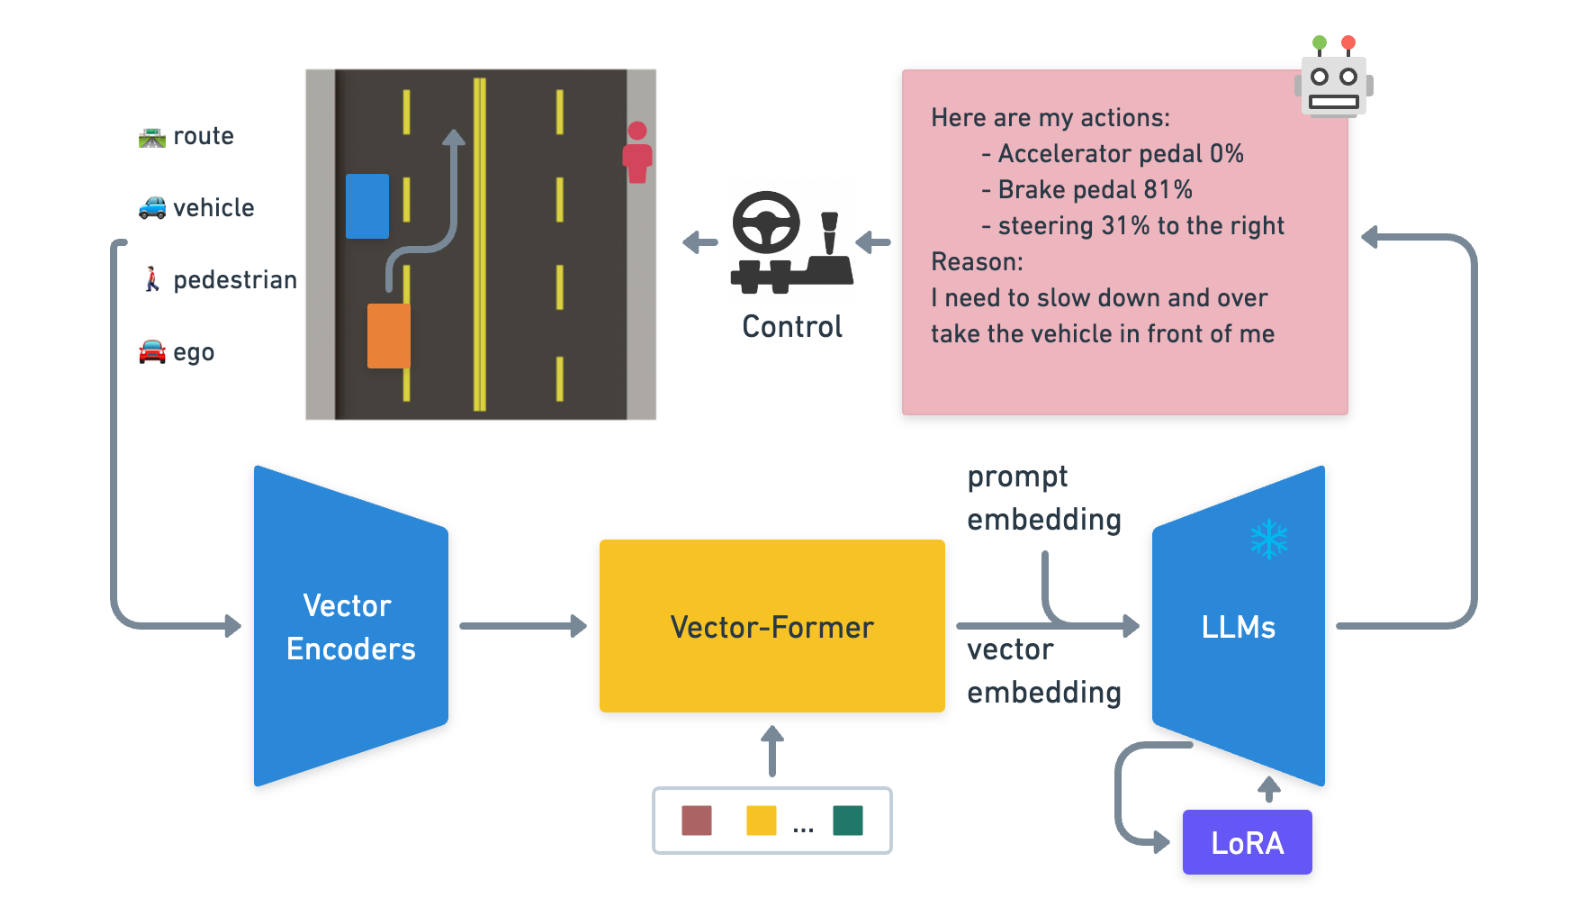 route
vehicle
pedestrian
ego
Control
Here are my actions:
- Accelerator pedal 0%
- Brake pedal 81%
- steering 31% to the right
Reason:
I need to slow down and over
take the vehicle in front of me
Vector
Encoders
Vector-Former
...
prompt
embedding
vector
embedding
LLMs
LoRA